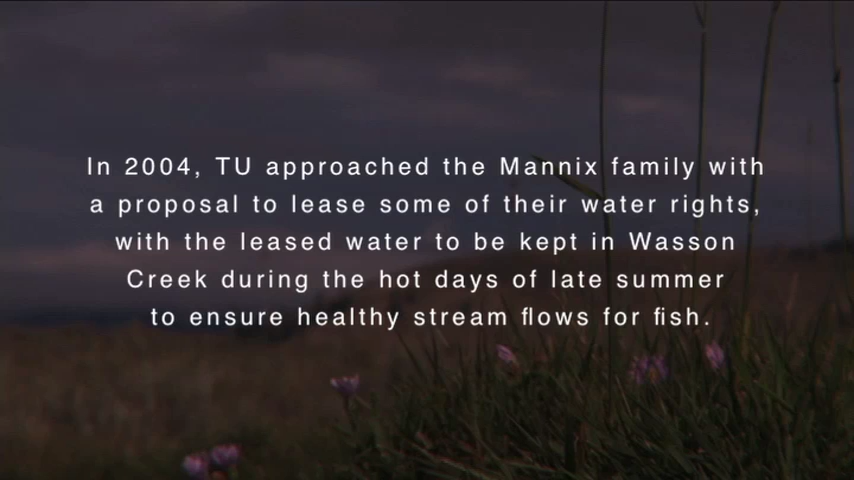 In 2004, TU approached the Mannix family with
a proposal to lease some of their water rights,
with the leased water to be kept in Wasson
Creek during the hot days of late summer
to ensure healthy stream flows for fish.